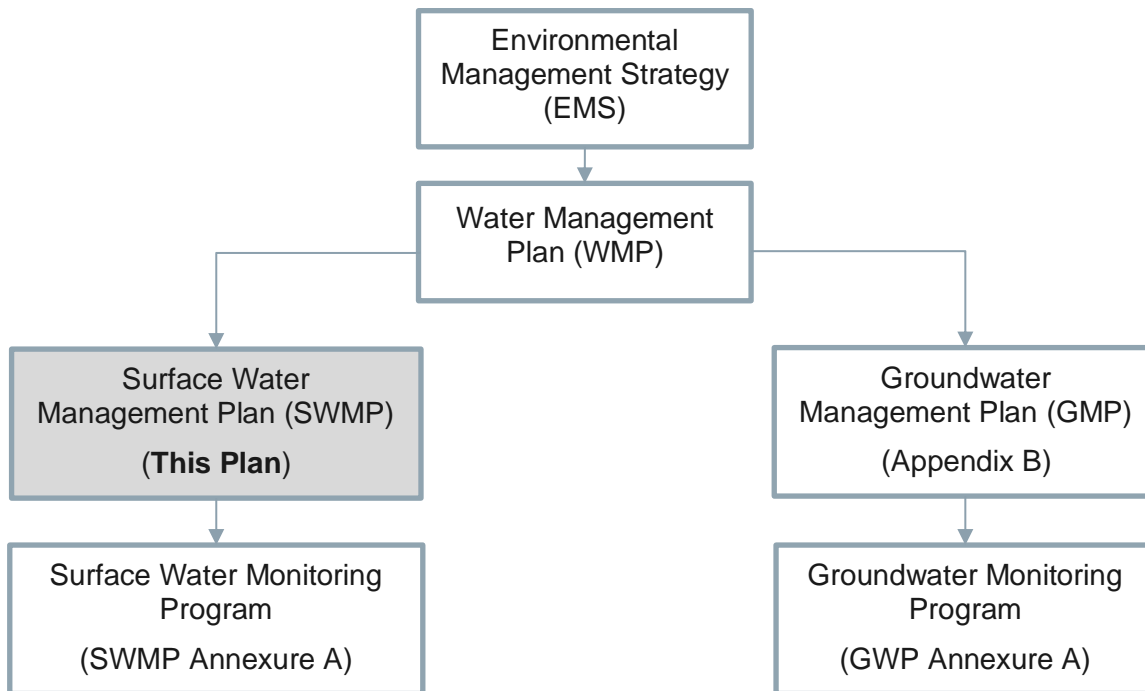 Environmental
Management Strategy
(EMS)
Water Management
Plan (WMP)
Surface Water
Management Plan (SWMP)
(This Plan)
Groundwater
Management Plan (GMP)
(Appendix B)
Surface Water Monitoring
Program
(SWMP Annexure A)
Groundwater Monitoring
Program
(GWP Annexure A)